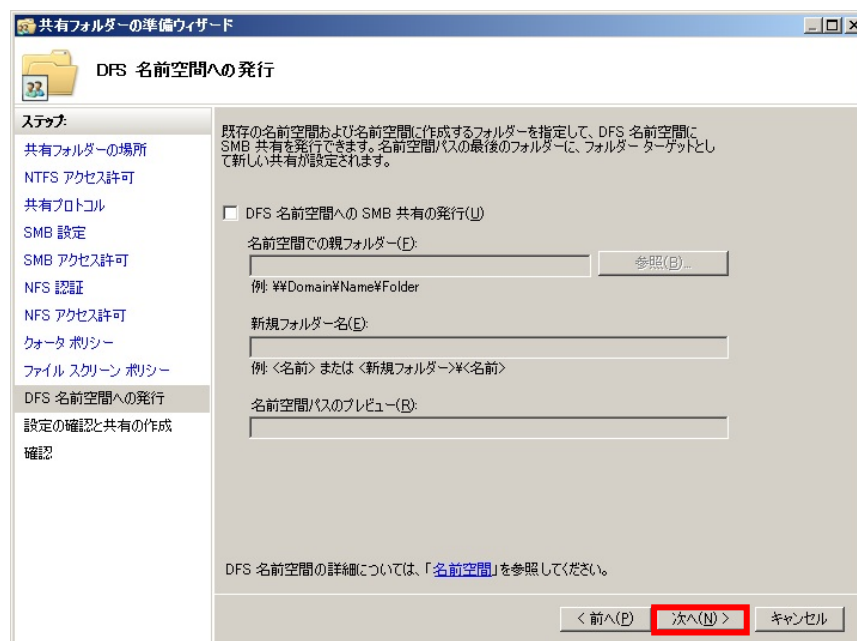 共有フォルダーの準備ウィザード
DFS 名前空間への発行
ステップ:
共有フォルダーの場所
NTFS アクセス許可
共有プロトコル
SMB 設定
SMB アクセス許可
NFS 認証
NFS アクセス許可
クォータ ポリシー
ファイル スクリーン ポリシー
DFS 名前空間への発行
設定の確認と共有の作成
確認
既存の名前空間および名前空間に作成するフォルダーを指定して、DFS 名前空間に
SMB 共有を発行できます。名前空間パスの最後のフォルダーに、フォルダー ターゲットとし
て新しい共有が設定されます。
DFS 名前空間への SMB 共有の発行(U)
名前空間での親フォルダー(F):
参照(B)...
例: ¥¥Domain¥Name¥Folder
新規フォルダー名(E):
例: <名前> または <新規フォルダー>¥<名前>
名前空間パスのプレビュー(R):
DFS 名前空間の詳細については、「名前空間」を参照してください。
< 前へ(P)
次へ(N) >
キャンセル